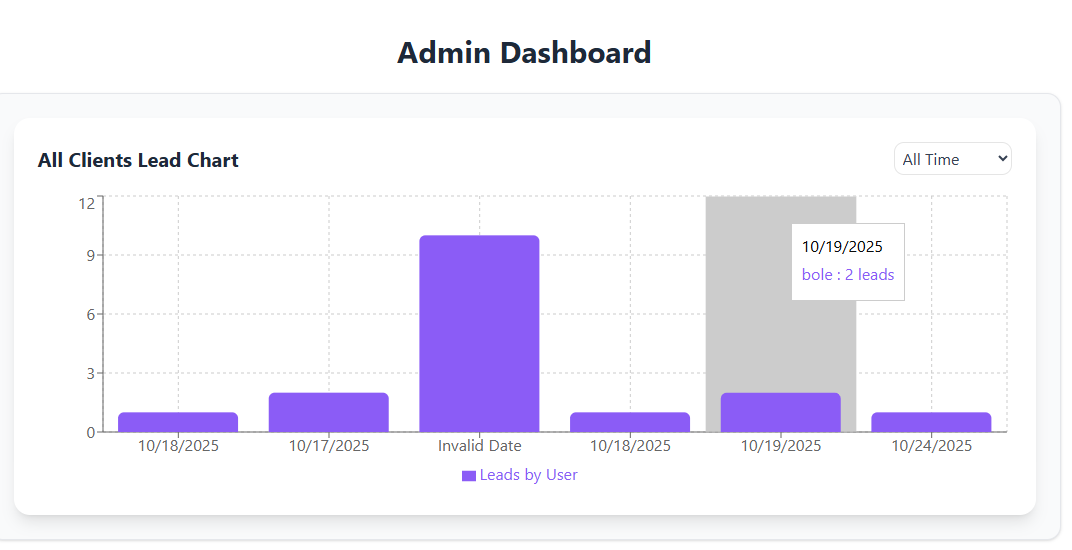 Admin Dashboard
All Clients Lead Chart
All Time
12
9
6
3
0
10/19/2025
bole : 2 leads
10/18/2025 10/17/2025 Invalid Date 10/18/2025 10/19/2025 10/24/2025
Leads by User